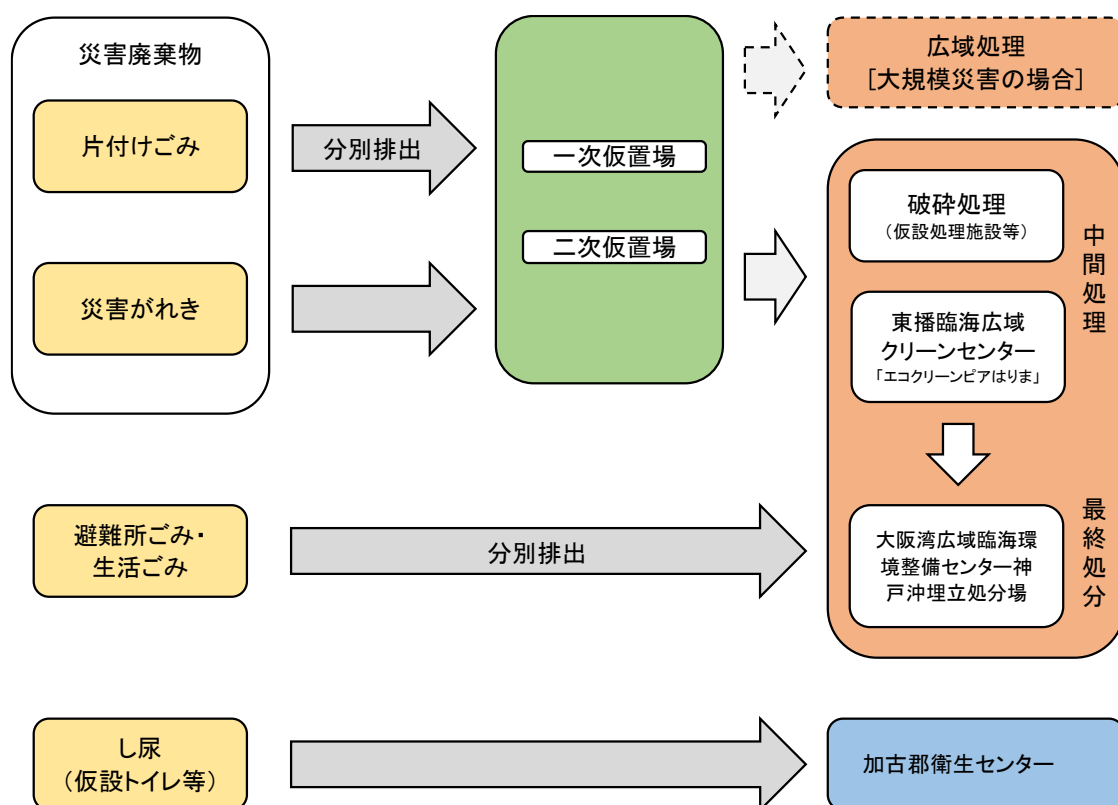 災害廃棄物
片付けごみ
災害がれき
分別排出
一次仮置場
二次仮置場
広域処理
[大規模災害の場合]
破砕処理
（仮設処理施設等）
中間処理
東播臨海広域
クリーンセンター
「エコクリーンピアはりま」
避難所ごみ・
生活ごみ
分別排出
大阪湾広域臨海環
境整備センター神
戸沖埋立処分場
最終処分
し尿
（仮設トイレ等）
加古郡衛生センター